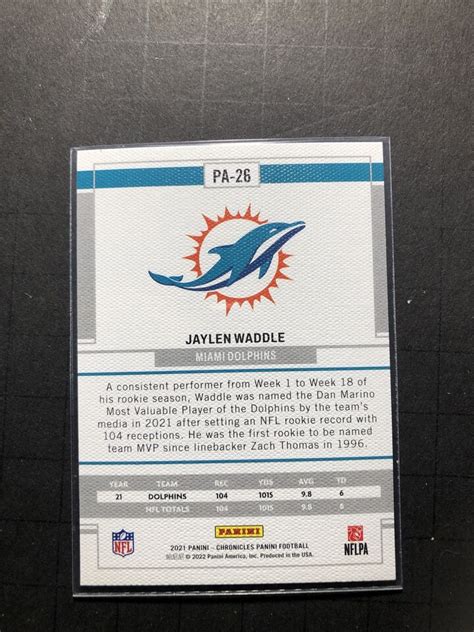 PA-26
JAYLEN WADDLE
MIAMI DOLPHINS
A consistent performer from Week 1 to Week 18 of
his rookie season, Waddle was named the Dan Marino
Most Valuable Player of the Dolphins by the team's
media in 2021 after setting an NFL rookie record with
104 receptions. He was the first rookie to be named
team MVP since linebacker Zach Thomas in 1996.
YEAR TEAM REC YDS AVG TD
21 DOLPHINS 104 1015 9.8 6
NFL TOTALS 104 1015 9.8 6
NFL
PANINI
NFLPA
2021 PANINI - CHRONICLES PANINI FOOTBALL
© 2022 Panini America, Inc. Produced in the USA.